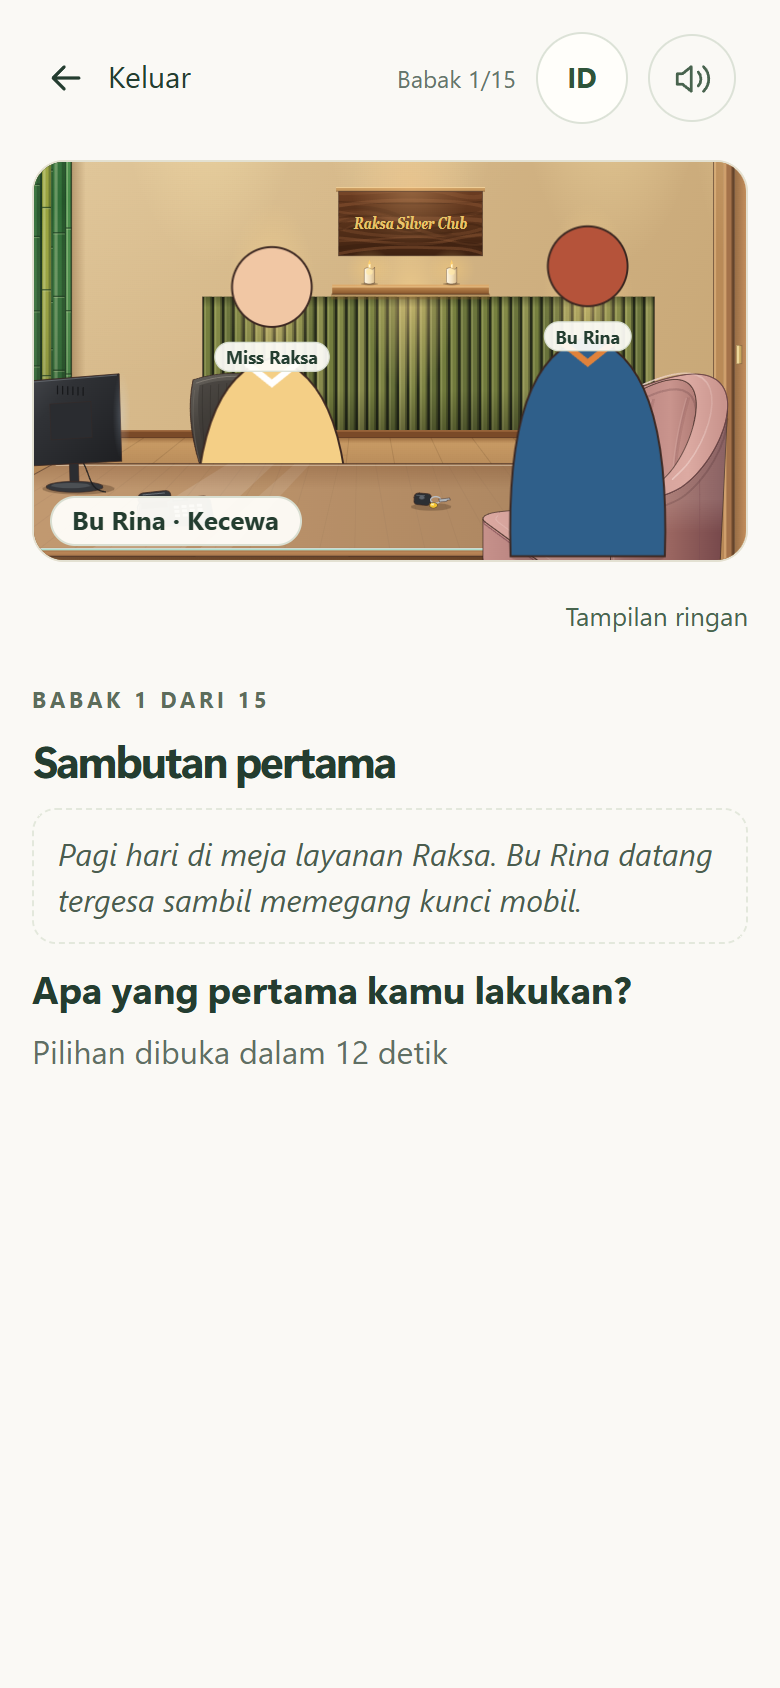 Keluar
Babak 1/15
ID
Raksa Silver Club
Miss Raksa
Bu Rina
Bu Rina · Kecewa
Tampilan ringan
BABAK 1 DARI 15
Sambutan pertama
Pagi hari di meja layanan Raksa. Bu Rina datang
tergesa sambil memegang kunci mobil.
Apa yang pertama kamu lakukan?
Pilihan dibuka dalam 12 detik